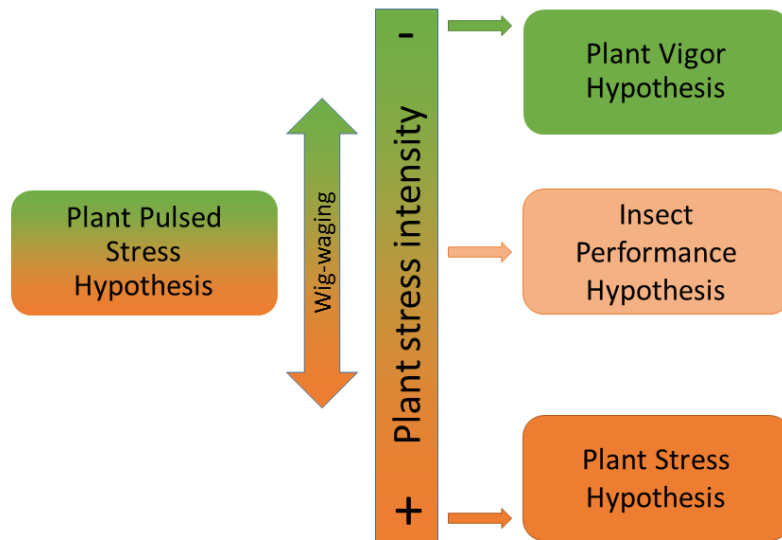 Plant Pulsed
Stress
Hypothesis
Wig-waging
-
Plant stress intensity
+
Plant Vigor
Hypothesis
Insect
Performance
Hypothesis
Plant Stress
Hypothesis